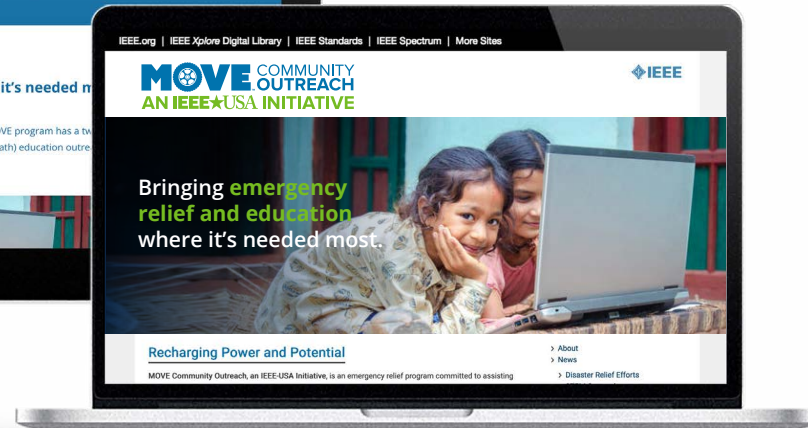 it's needed
OVE program has a
ath) education
IEEE.org | IEEE Xplore Digital Library | IEEE Standards | IEEE Spectrum | More Sites
MOVE COMMUNITY OUTREACH
AN IEEE★USA INITIATIVE
IEEE
Bringing emergency
relief and education
where it's needed most.
Recharging Power and Potential
MOVE Community Outreach, an IEEE-USA Initiative, is an emergency relief program committed to assisting
> About
> News
> Disaster Relief Efforts